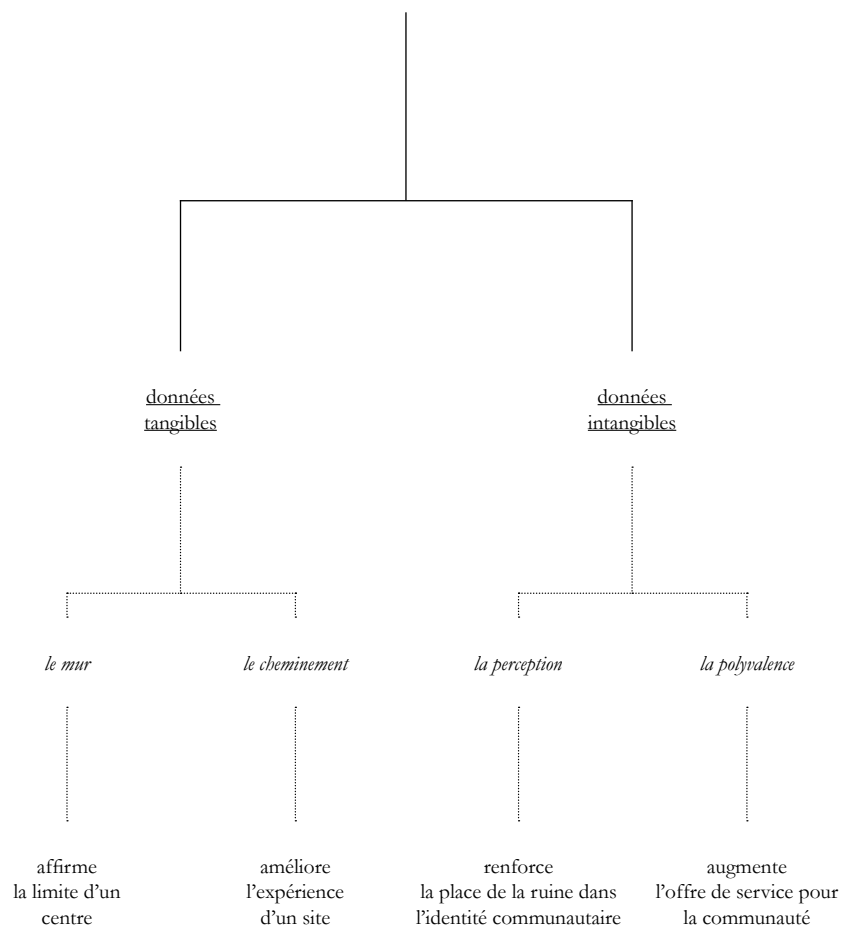 données
tangibles
données
intangibles
le mur
le cheminement
la perception
la polyvalence
affirme
la limite d'un
centre
améliore
l'expérience
d'un site
renforce
la place de la ruine dans
l'identité communautaire
augmente
l'offre de service pour
la communauté